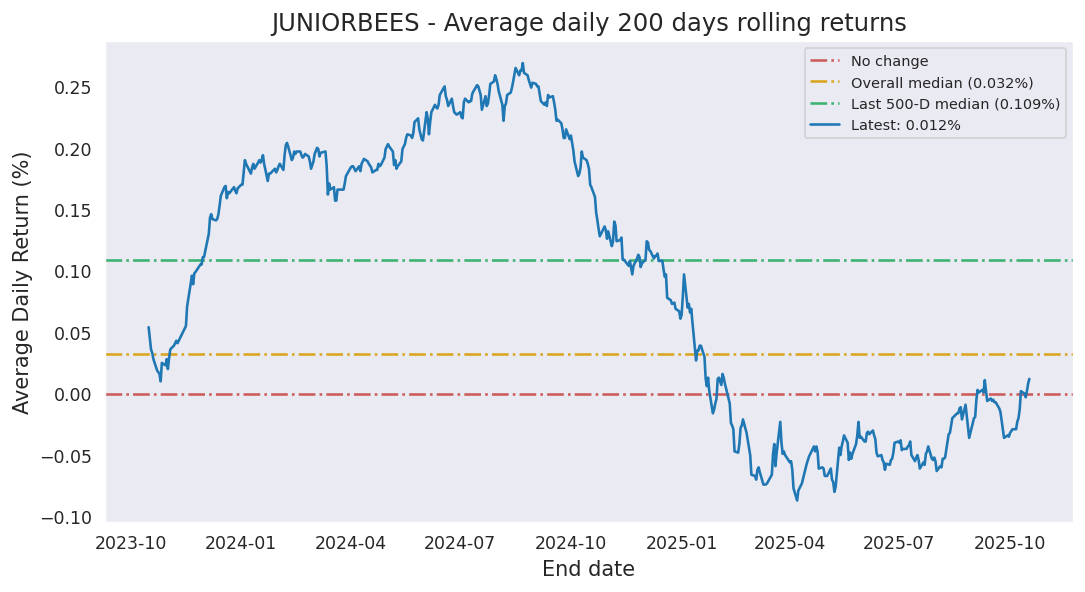 JUNIORBEES - Average daily 200 days rolling returns
No change
Overall median (0.032%)
Last 500-D median (0.109%)
Latest: 0.012%
Average Daily Return (%)
0.25
0.20
0.15
0.10
0.05
0.00
−0.05
−0.10
2023-10 2024-01 2024-04 2024-07 2024-10 2025-01 2025-04 2025-07 2025-10
End date